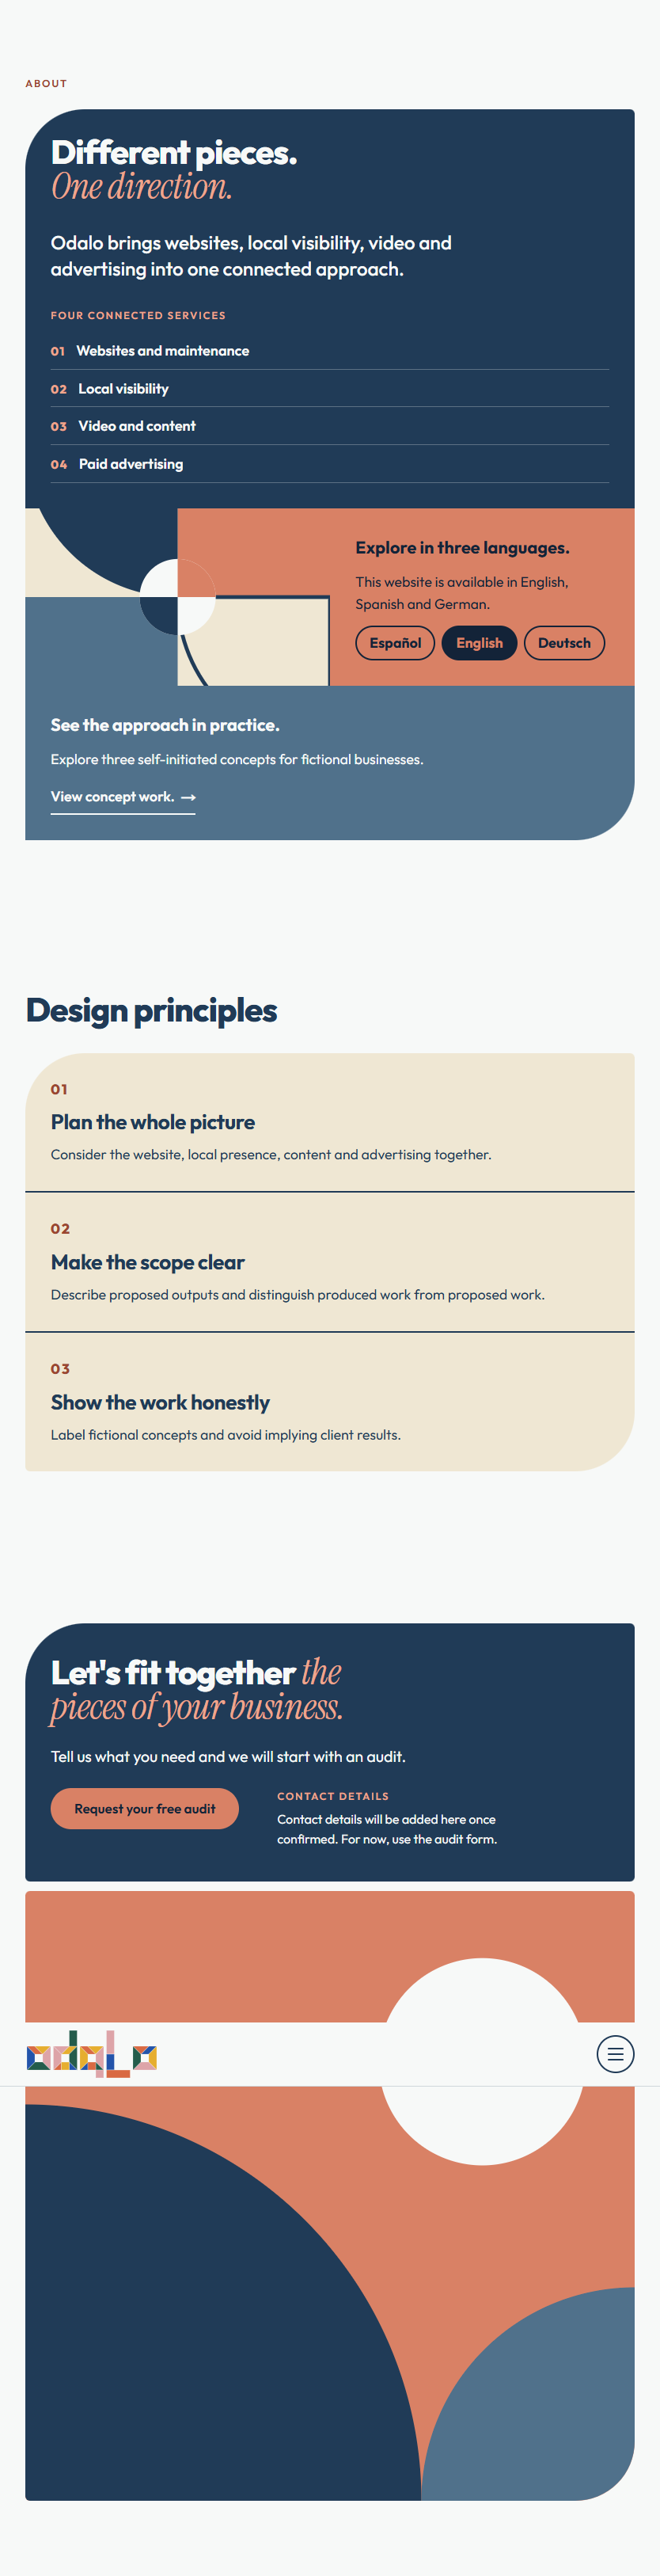 ABOUT
Different pieces.
One direction.
Odalo brings websites, local visibility, video and
advertising into one connected approach.
FOUR CONNECTED SERVICES
01 Websites and maintenance
02 Local visibility
03 Video and content
04 Paid advertising
Explore in three languages.
This website is available in English,
Spanish and German.
Español English Deutsch
See the approach in practice.
Explore three self-initiated concepts for fictional businesses.
View concept work. →
Design principles
01
Plan the whole picture
Consider the website, local presence, content and advertising together.
02
Make the scope clear
Describe proposed outputs and distinguish produced work from proposed work.
03
Show the work honestly
Label fictional concepts and avoid implying client results.
Let's fit together the
pieces of your business.
Tell us what you need and we will start with an audit.
Request your free audit
CONTACT DETAILS
Contact details will be added here once
confirmed. For now, use the audit form.
odalo